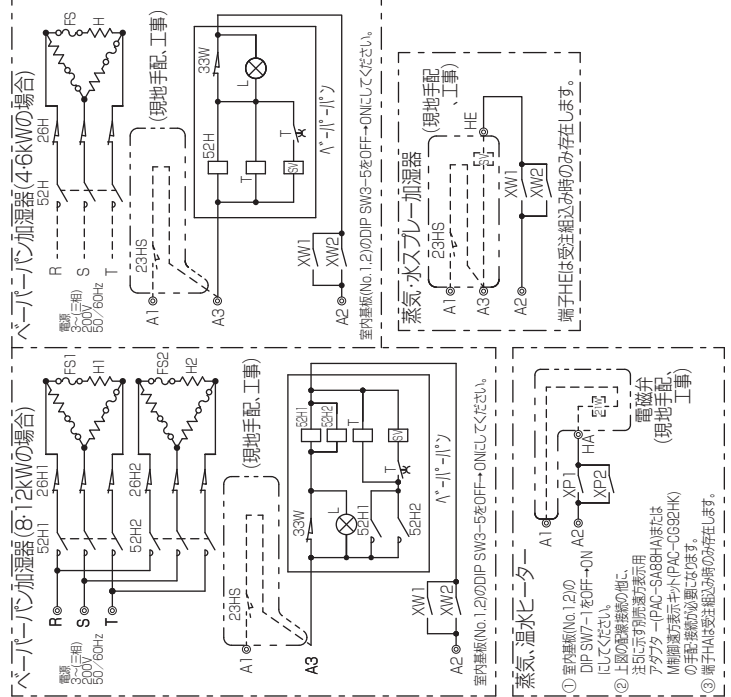 ペーパーパン加湿器(8·12kWの場合)
電源
3~(三相)
200V
50/60Hz
R
S
T
52H1
26H1
FS1
H1
52H2
26H2
FS2
H2
A1
23HS
(現地手配、工事)
A3
33W
L
52H1
52H2
52H1
52H2
T
SV
T
ペーパーパン
A2
XW1
XW2
室内基板(No.1,2)のDIP SW3-5をOFF→ONにしてください。
ペーパーパン加湿器(4·6kWの場合)
電源
3~(三相)
200V
50/60Hz
R
S
T
52H
26H
FS
H
A1
23HS
(現地手配、工事)
A3
52H
33W
T
L
SV
T
ペーパーパン
A2
XW1
XW2
室内基板(No.1,2)のDIP SW3-5をOFF→ONにしてください。
蒸気、温水ヒーター
A1
A2
XP1
XP2
HA
電磁弁
(現地手配、
工事)
① 室内基板(No.1,2)の
DIP SW7-1をOFF→ON
にしてください。
② 上図の配線接続の他に、
注5に示す別売遠方表示用
アダプター(PAC-SA88HA)または
M制御遠方表示キット(PAC-CG92HK)
の手配・接続が必要になります。
③ 端子HAは受注組込み時のみ存在します。
蒸気・水スプレー加湿器
(現地手配
、工事)
A1
23HS
A3
SV
HE
A2
XW1
XW2
端子HEは受注組込み時のみ存在します。